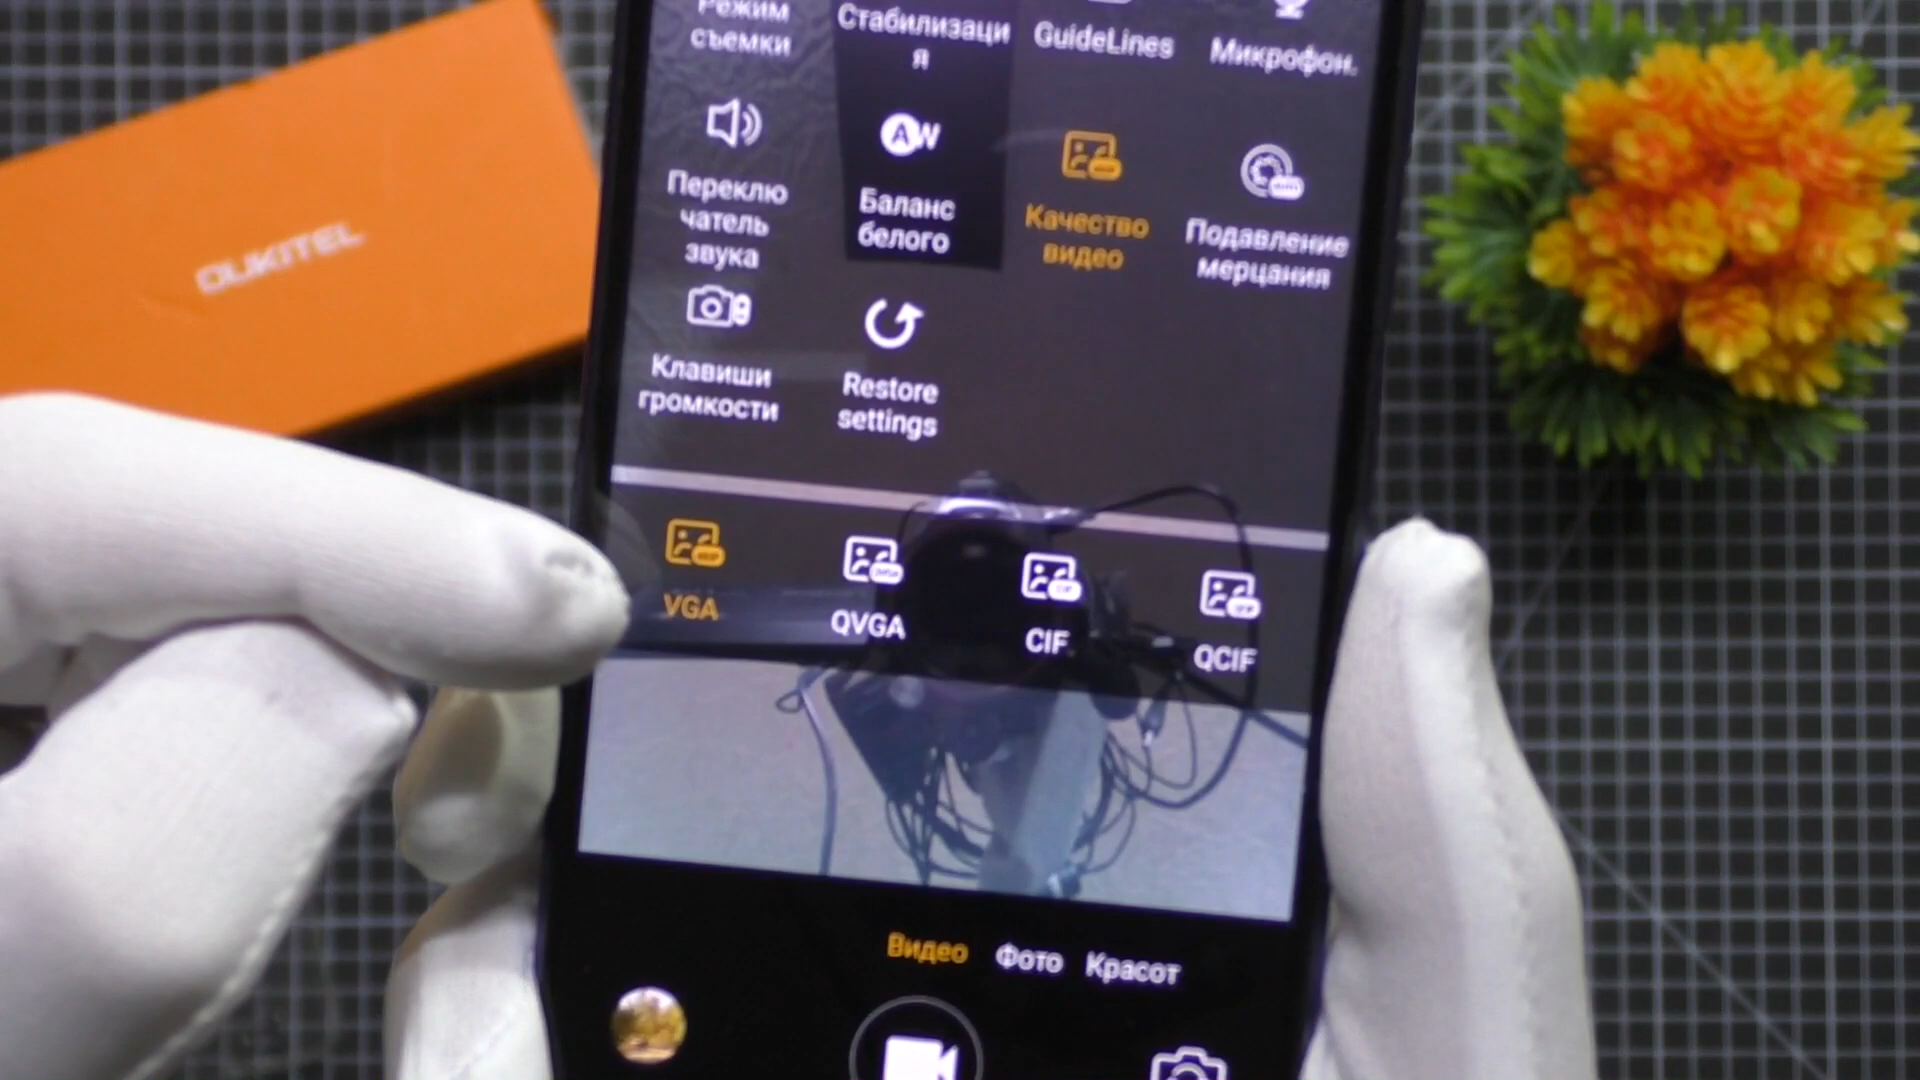 Режим
съемки
Стабилизаци
я
GuideLines
Микрофон.
Переклю
чатель
звука
Баланс
белого
Качество
видео
Подавление
мерцания
Клавиши
громкости
Restore
settings
OUKITEL
VGA
QVGA
CIF
QCIF
Видео
Фото
Красот